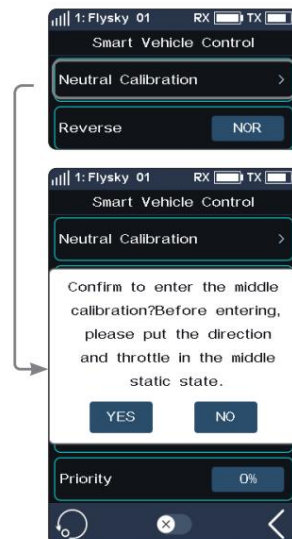 1: Flysky 01 RX TX
Smart Vehicle Control
Neutral Calibration >
Reverse NOR
1: Flysky 01 RX TX
Smart Vehicle Control
Neutral Calibration >
Confirm to enter the middle
calibration?Before entering,
please put the direction
and throttle in the middle
static state.
YES NO
Priority 0%